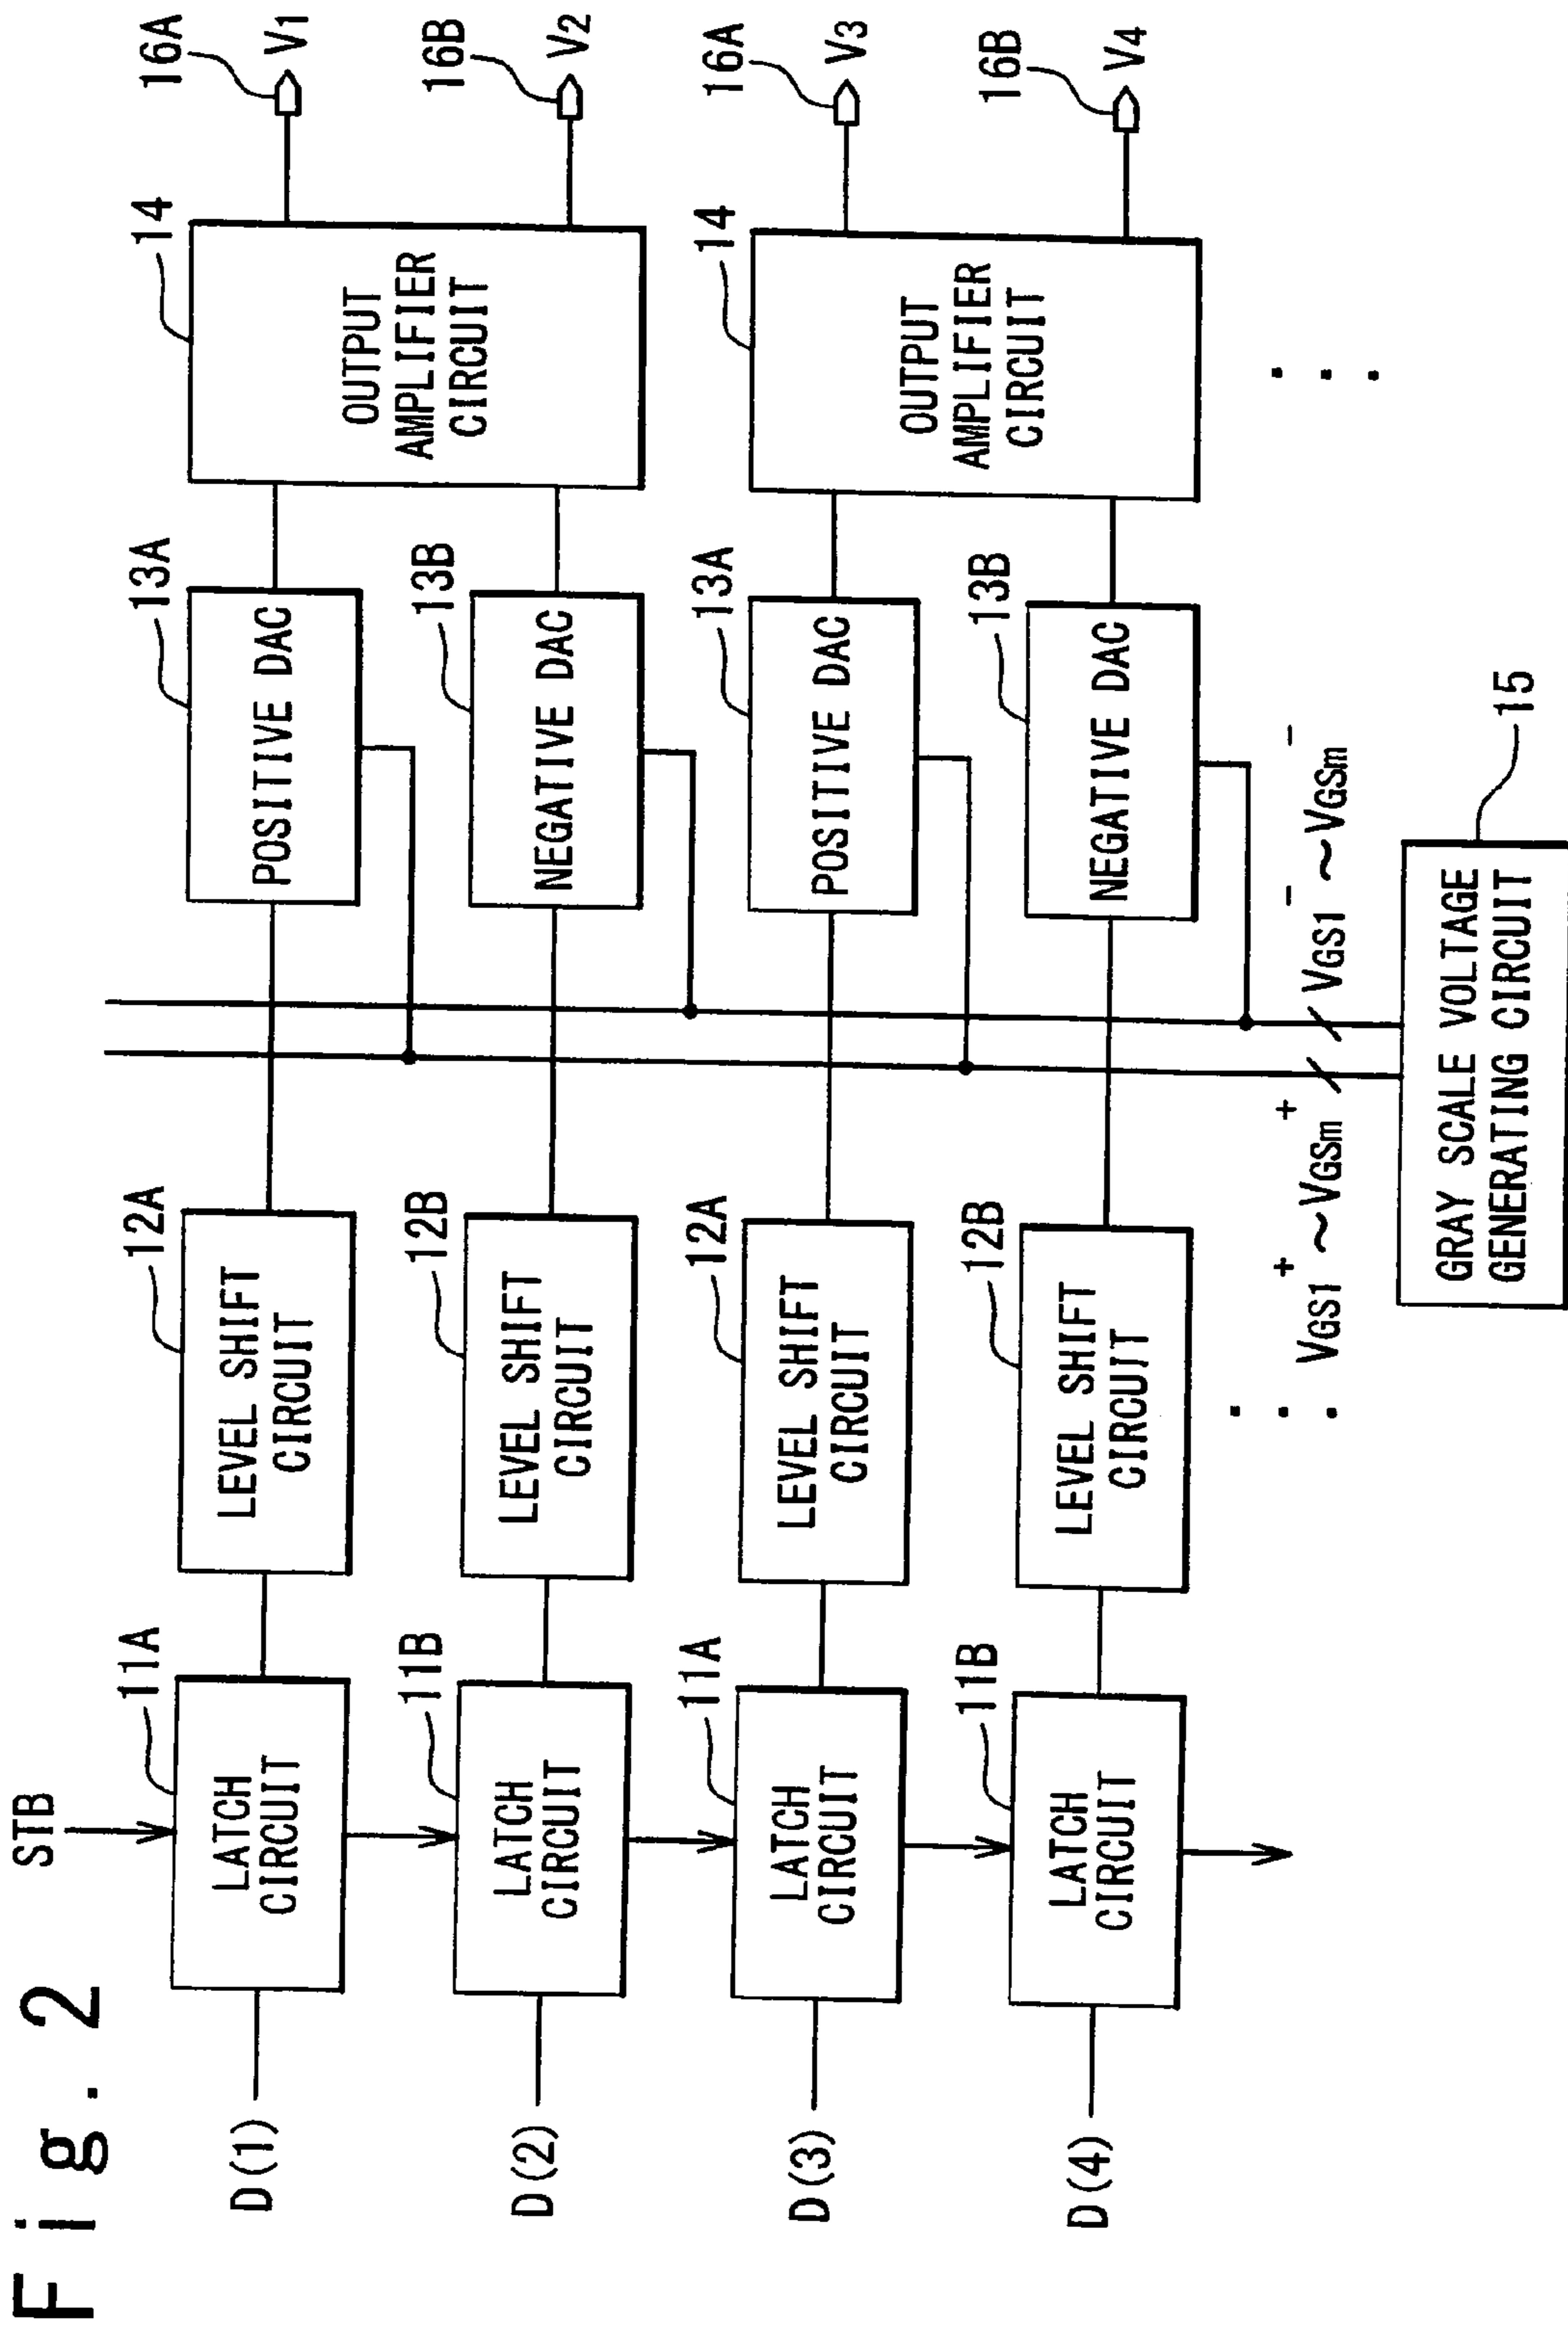 Fig. 2
STB
D(1)
LATCH
CIRCUIT
11A
LEVEL SHIFT
CIRCUIT
12A
POSITIVE DAC
13A
OUTPUT
AMPLIFIER
CIRCUIT
14
16A
V1
D(2)
LATCH
CIRCUIT
11B
LEVEL SHIFT
CIRCUIT
12B
NEGATIVE DAC
13B
16B
V2
D(3)
LATCH
CIRCUIT
11A
LEVEL SHIFT
CIRCUIT
12A
POSITIVE DAC
13A
OUTPUT
AMPLIFIER
CIRCUIT
14
16A
V3
D(4)
LATCH
CIRCUIT
11B
LEVEL SHIFT
CIRCUIT
12B
NEGATIVE DAC
13B
16B
V4
VGS1+~VGSm+
VGS1-~VGSm-
GRAY SCALE VOLTAGE
GENERATING CIRCUIT
15